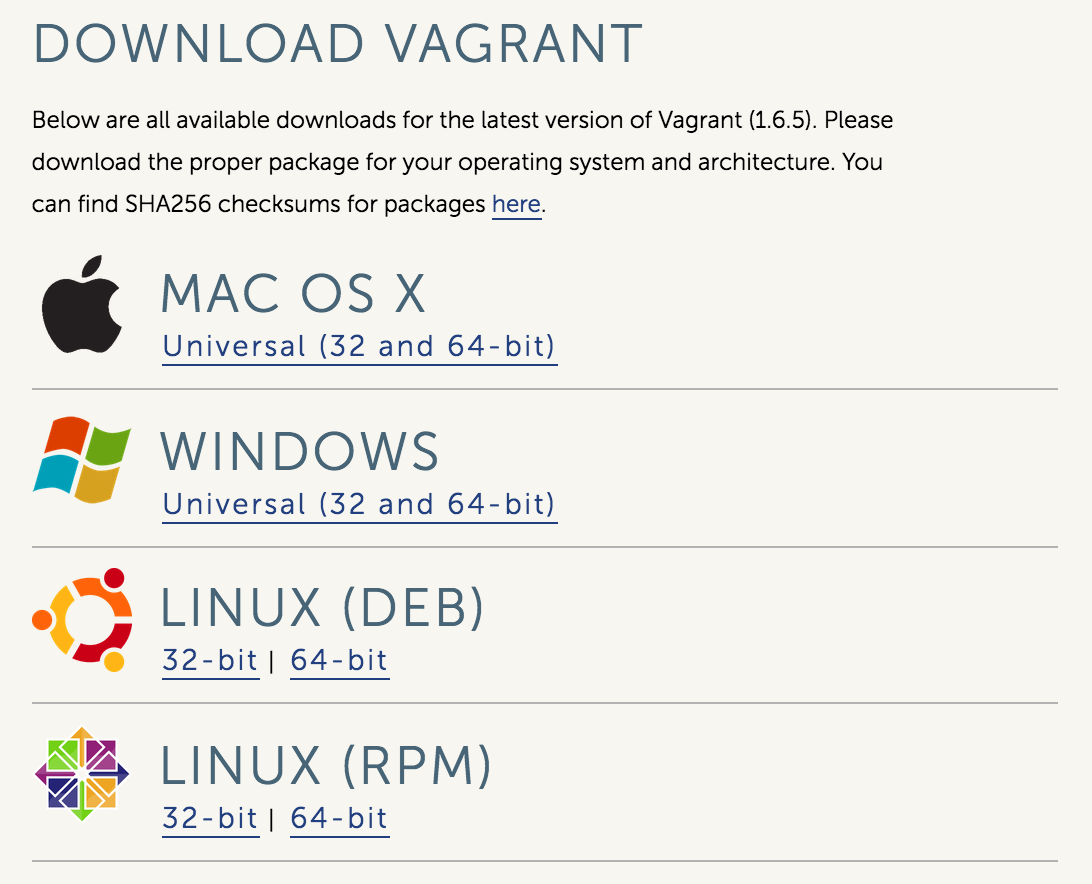 DOWNLOAD VAGRANT
Below are all available downloads for the latest version of Vagrant (1.6.5). Please
download the proper package for your operating system and architecture. You
can find SHA256 checksums for packages here.
MAC OS X
Universal (32 and 64-bit)
WINDOWS
Universal (32 and 64-bit)
LINUX (DEB)
32-bit | 64-bit
LINUX (RPM)
32-bit | 64-bit